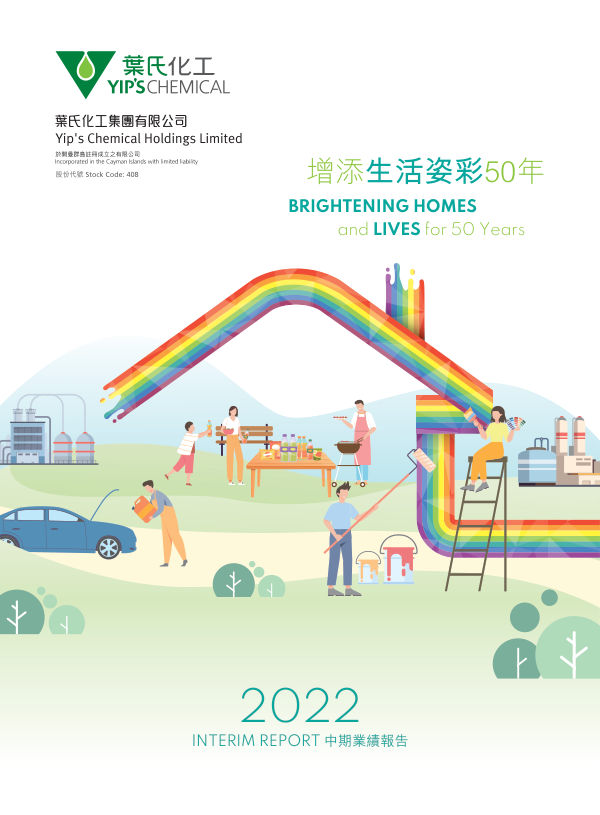 葉氏化工
YIP'S CHEMICAL
葉氏化工集團有限公司
Yip's Chemical Holdings Limited
於開曼群島註冊成立之有限公司
Incorporated in the Cayman Islands with limited liability
股份代號 Stock Code: 408
增添生活姿彩50年
BRIGHTENING HOMES
and LIVES for 50 Years
2022
INTERIM REPORT 中期業績報告